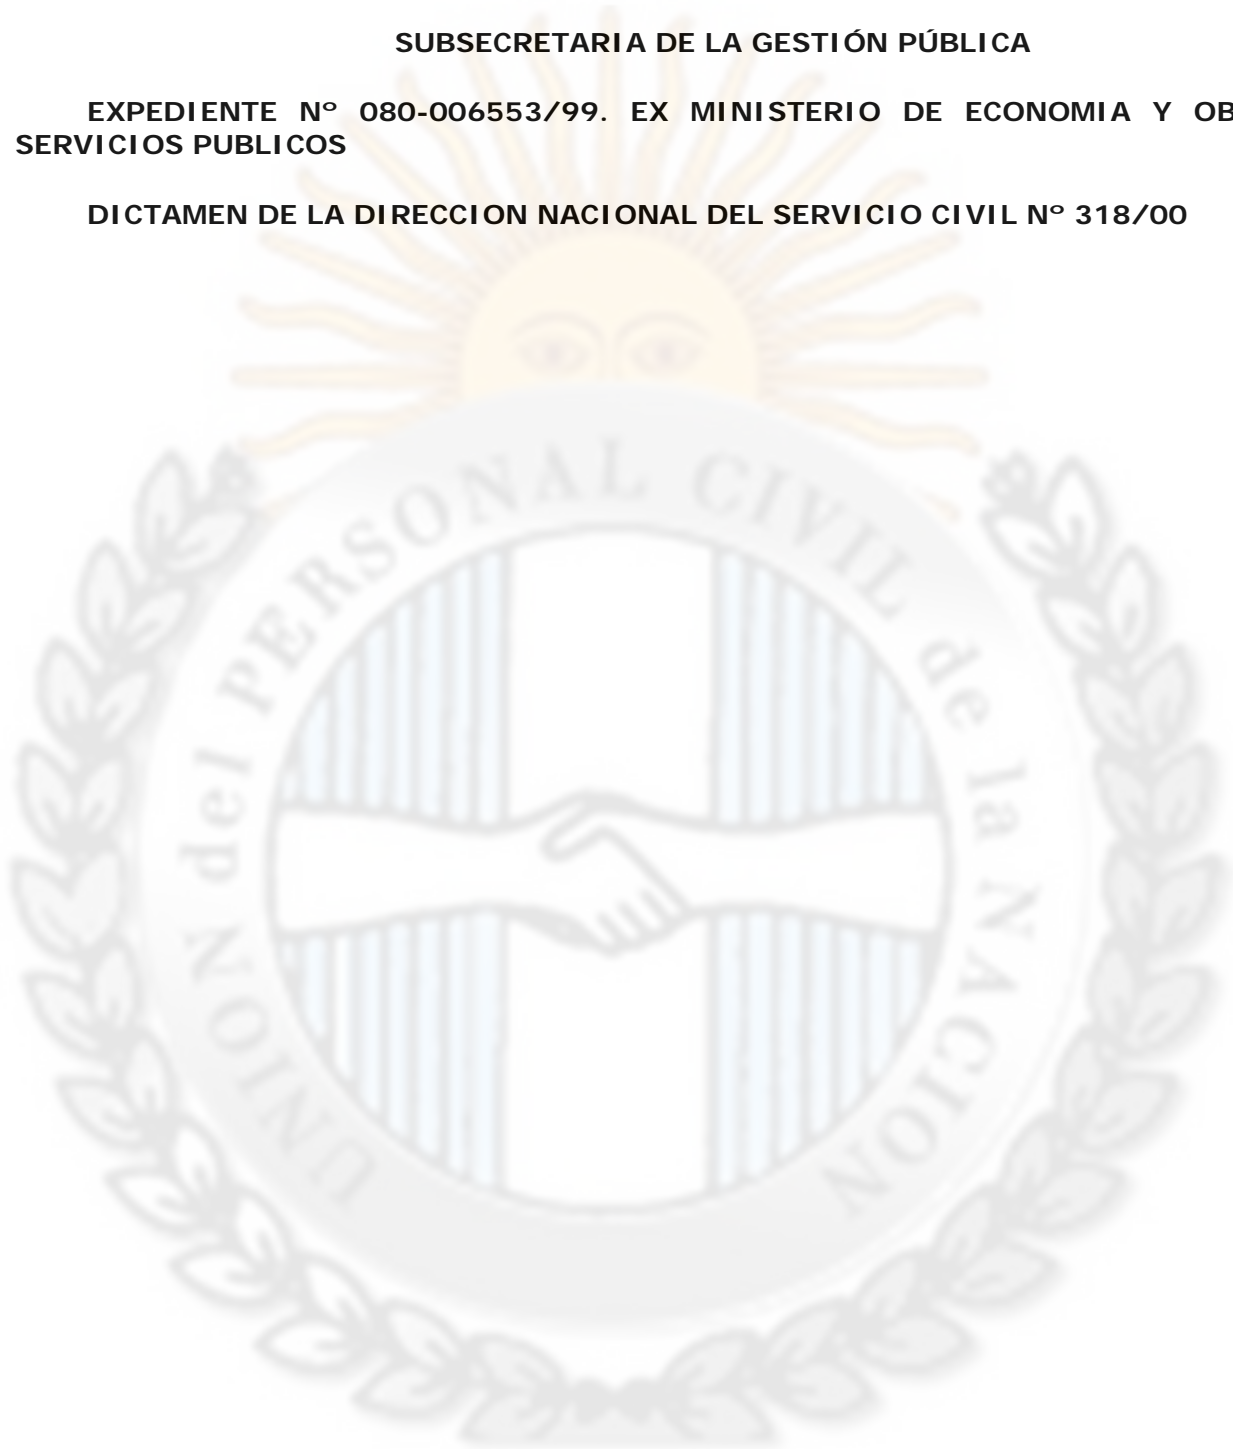 SUBSECRETARIA DE LA GESTIÓN PÚBLICA
EXPEDIENTE Nº 080-006553/99. EX MINISTERIO DE ECONOMIA Y OB
SERVICIOS PUBLICOS
DICTAMEN DE LA DIRECCION NACIONAL DEL SERVICIO CIVIL Nº 318/00
UNION del PERSONAL CIVIL de la NACION